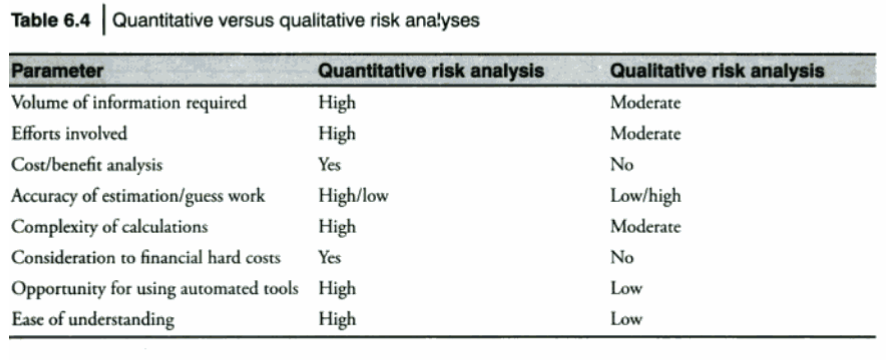 Table 6.4 | Quantitative versus qualitative risk analyses
Parameter Quantitative risk analysis Qualitative risk analysis
Volume of information required High Moderate
Efforts involved High Moderate
Cost/benefit analysis Yes No
Accuracy of estimation/guess work High/low Low/high
Complexity of calculations High Moderate
Consideration to financial hard costs Yes No
Opportunity for using automated tools High Low
Ease of understanding High Low